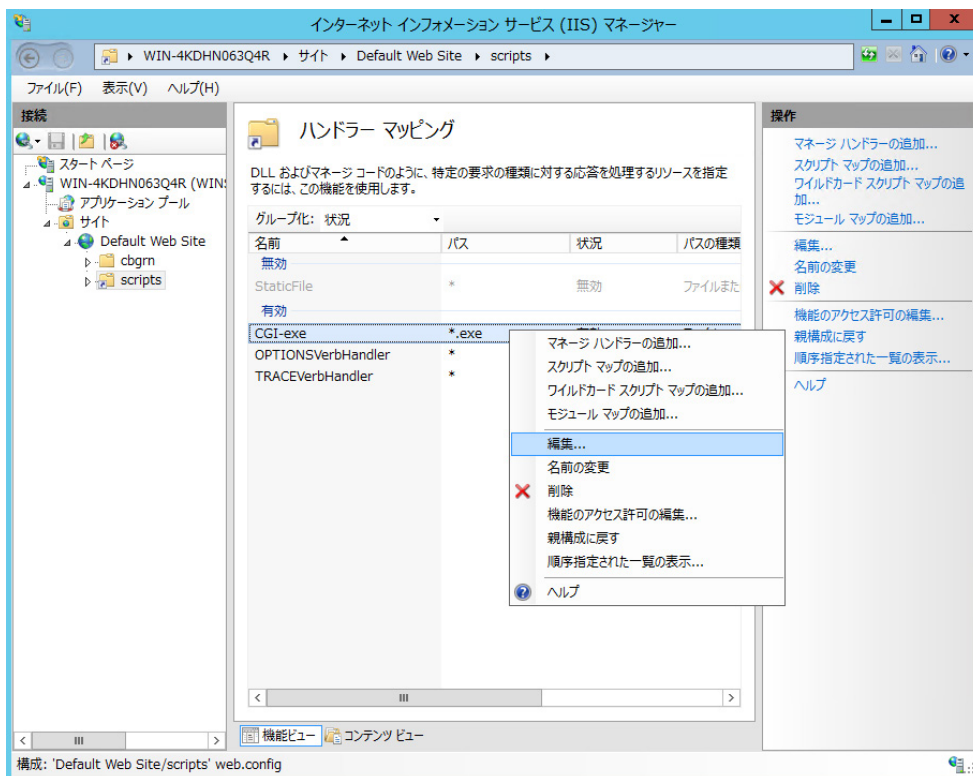 インターネット インフォメーション サービス (IIS) マネージャー
WIN-4KDHN063Q4R サイト Default Web Site scripts
ファイル(F) 表示(V) ヘルプ(H)
接続
スタート ページ
WIN-4KDHN063Q4R (WIN
アプリケーション プール
サイト
Default Web Site
cbgrn
scripts
ハンドラー マッピング
DLL およびマネージ コードのように、特定の要求の種類に対する応答を処理するリソースを指定
するには、この機能を使用します。
グループ化: 状況
名前 パス 状況 パスの種類
無効
StaticFile * 無効 ファイルまた
有効
CGI-exe *.exe
OPTIONSVerbHandler *
TRACEVerbHandler *
マネージ ハンドラーの追加...
スクリプト マップの追加...
ワイルドカード スクリプト マップの追加...
モジュール マップの追加...
編集...
名前の変更
削除
機能のアクセス許可の編集...
親構成に戻す
順序指定された一覧の表示...
ヘルプ
機能ビュー コンテンツ ビュー
操作
マネージ ハンドラーの追加...
スクリプト マップの追加...
ワイルドカード スクリプト マップの追
加...
モジュール マップの追加...
編集...
名前の変更
削除
機能のアクセス許可の編集...
親構成に戻す
順序指定された一覧の表示...
ヘルプ
構成: 'Default Web Site/scripts' web.config